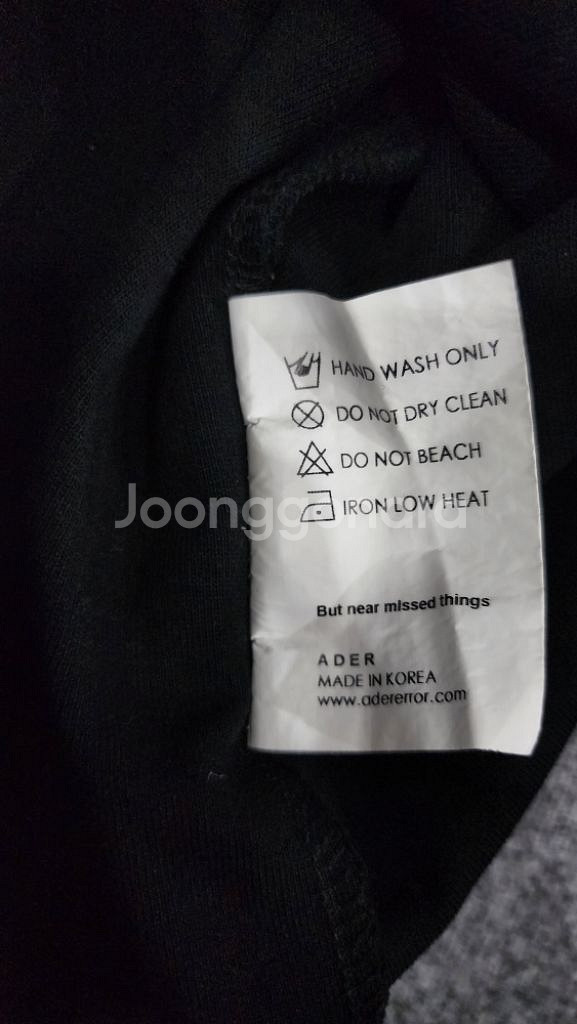 HAND WASH ONLY
DO NOT DRY CLEAN
DO NOT BEACH
IRON LOW HEAT
Joonggonara
But near missed things
ADER
MADE IN KOREA
www.adererror.com